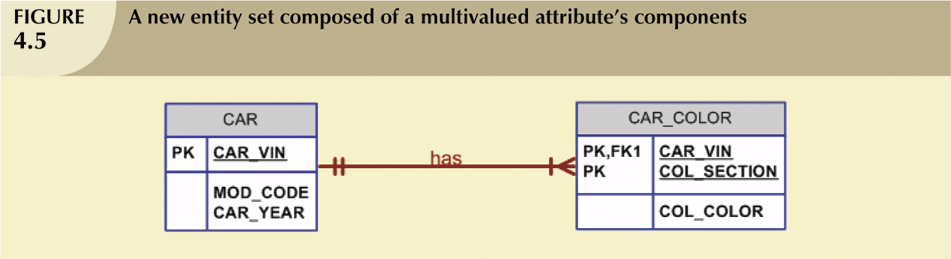 FIGURE
4.5
A new entity set composed of a multivalued attribute’s components
CAR
PK CAR_VIN
MOD_CODE
CAR_YEAR
has
CAR_COLOR
PK,FK1 CAR_VIN
PK COL_SECTION
COL_COLOR